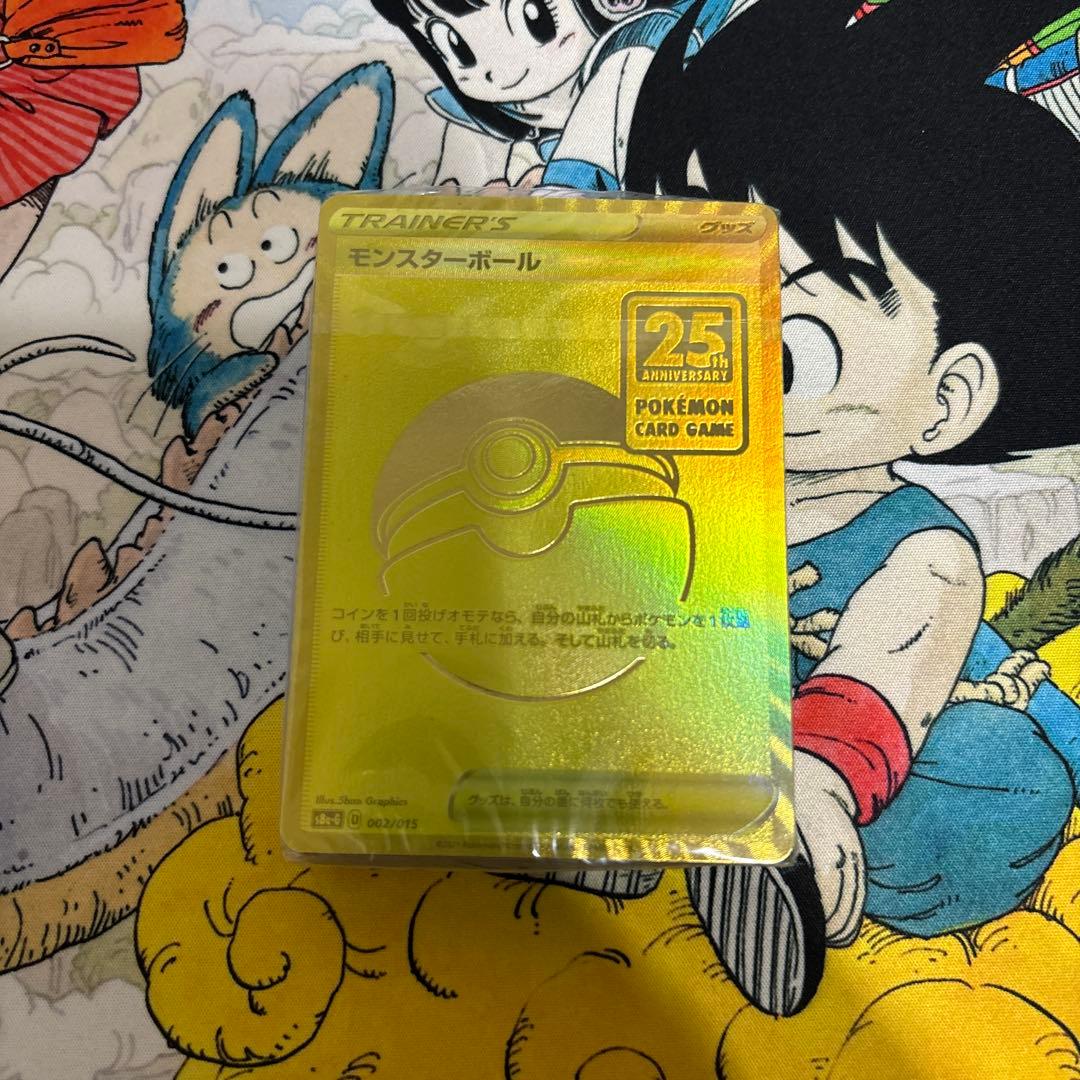 TRAINER'S
グッズ
モンスターボール
25th
ANNIVERSARY
POKÉMON
CARD GAME
コインを1回投げオモテなら、自分の山札からポケモンを1枚選
び、相手に見せて、手札に加える。そして山札を切る。
グッズは、自分の番に何枚でも使える。
Illus.5ban Graphics
s8a-G U 002/015